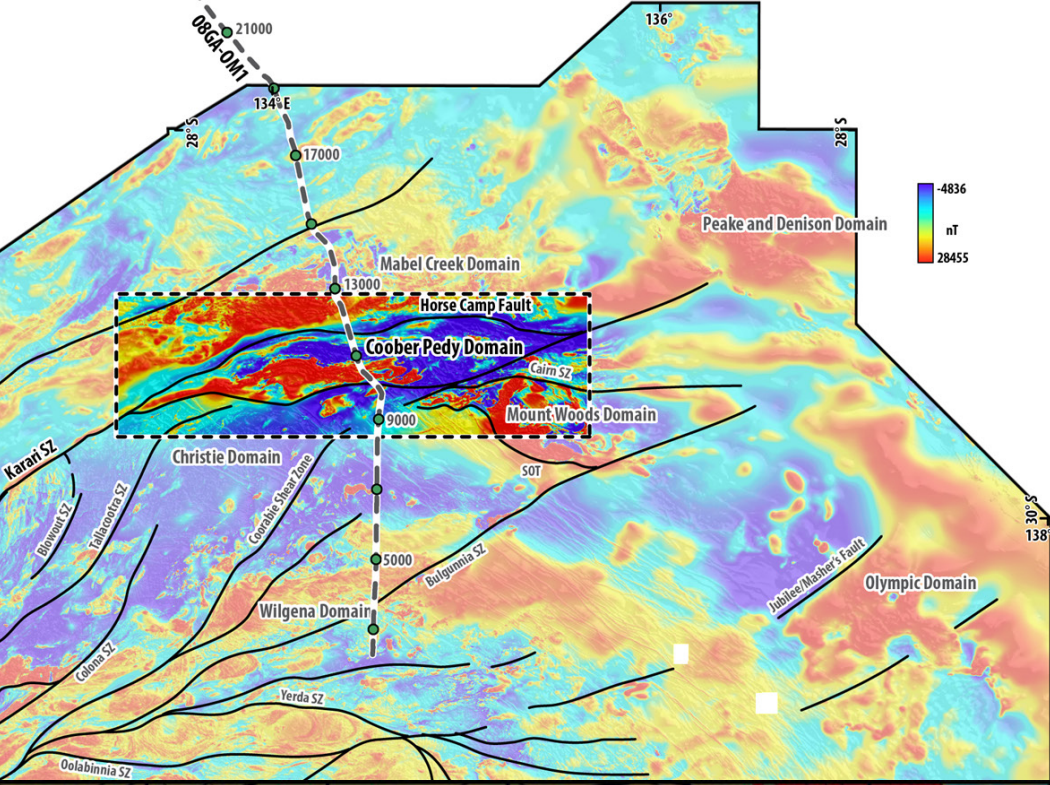 21000
136°
08GA-OM1
134°E
28° S
28° S
17000
-4836
nT
28455
Peake and Denison Domain
Mabel Creek Domain
13000
Horse Camp Fault
Coober Pedy Domain
Cairn SZ
Mount Woods Domain
9000
Karari SZ
Christie Domain
SOT
Blowout SZ
Tallacootra SZ
Coorable Shear Zone
30° S
138°
5000
Bulgunnia SZ
Jubilee/Masher's Fault
Olympic Domain
Wilgena Domain
Colona SZ
Yerda SZ
Oolabinnia SZ